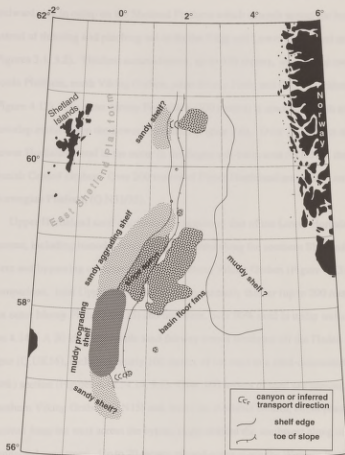 62°
-2°
0°
2°
4°
6°
Shetland
Islands
sandy shelf?
Norway
60°
East Shetland Platform
sandy aggrading shelf
slope apron
muddy shelf ?
58°
basin floor fans
muddy prograding
shelf
sandy shelf?
56°
canyon or inferred
transport direction
shelf edge
toe of slope